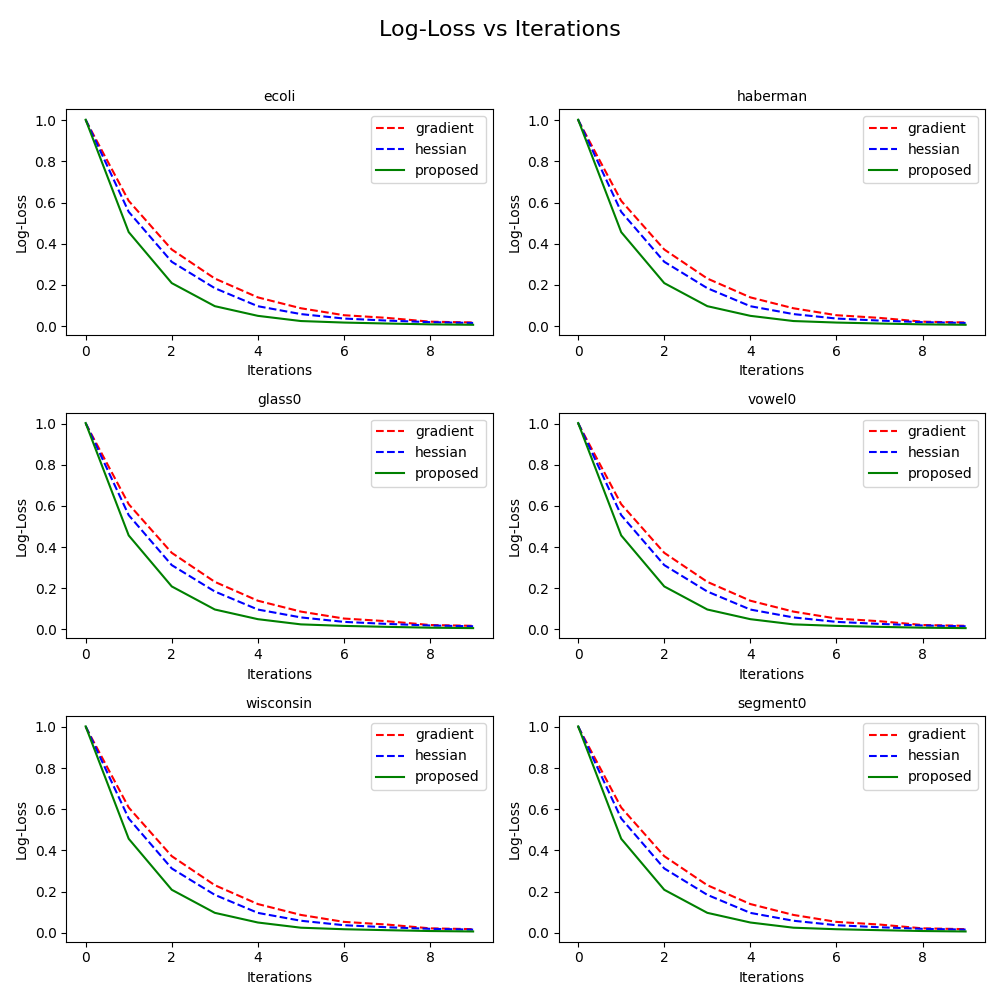 Log-Loss vs Iterations
ecoli
1.0
0.8
0.6
0.4
0.2
0.0
Log-Loss
gradient
hessian
proposed
0 2 4 6 8
Iterations
haberman
1.0
0.8
0.6
0.4
0.2
0.0
Log-Loss
gradient
hessian
proposed
0 2 4 6 8
Iterations
glass0
1.0
0.8
0.6
0.4
0.2
0.0
Log-Loss
gradient
hessian
proposed
0 2 4 6 8
Iterations
vowel0
1.0
0.8
0.6
0.4
0.2
0.0
Log-Loss
gradient
hessian
proposed
0 2 4 6 8
Iterations
wisconsin
1.0
0.8
0.6
0.4
0.2
0.0
Log-Loss
gradient
hessian
proposed
0 2 4 6 8
Iterations
segment0
1.0
0.8
0.6
0.4
0.2
0.0
Log-Loss
gradient
hessian
proposed
0 2 4 6 8
Iterations